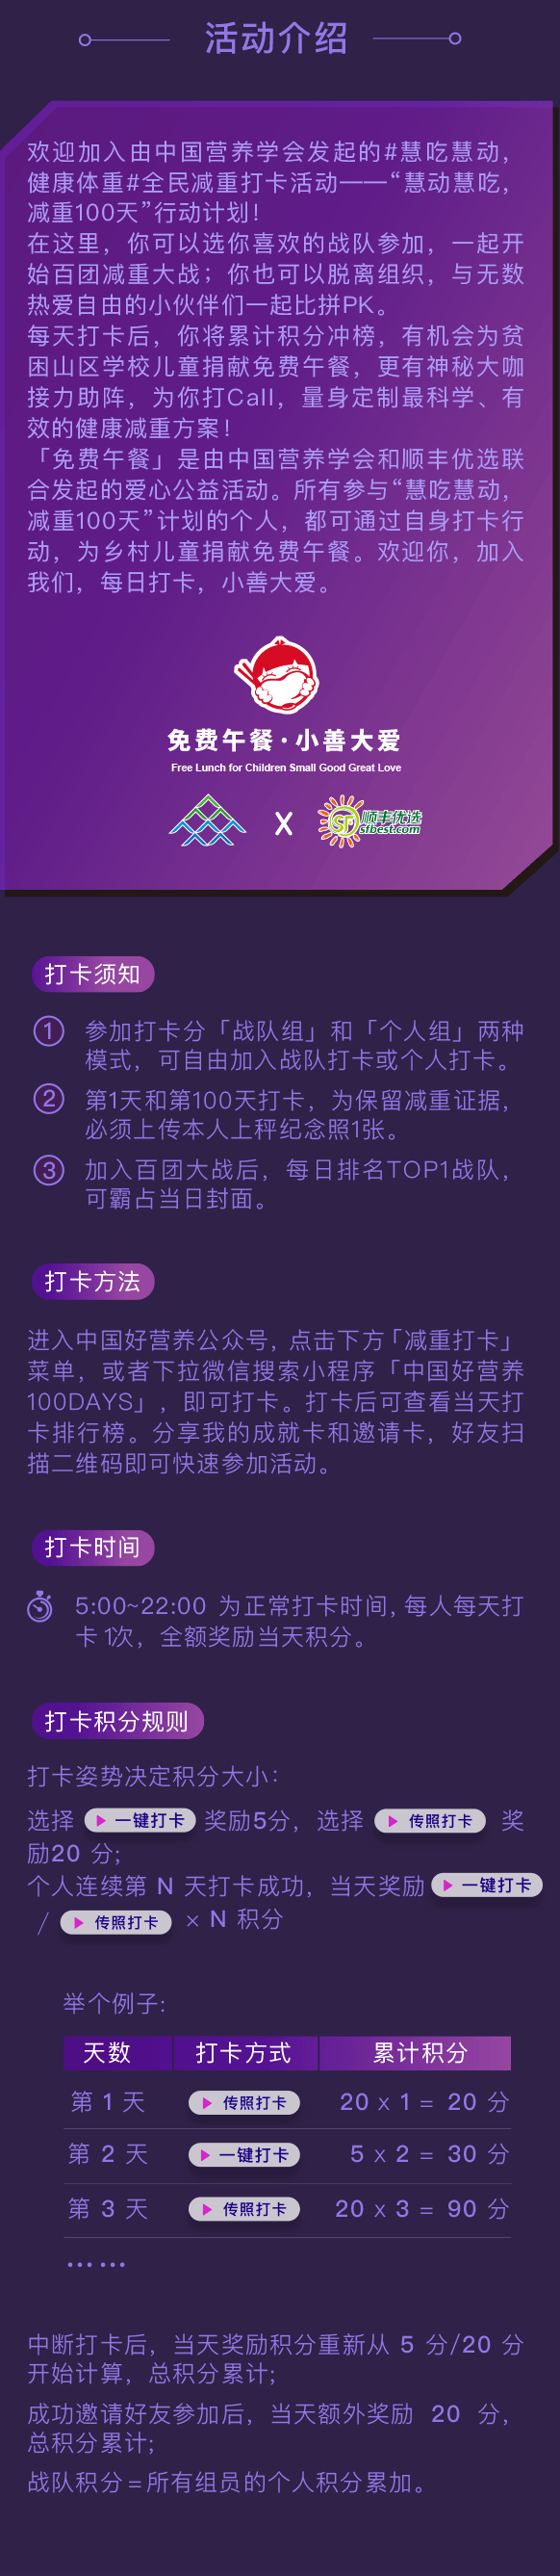 活动介绍
欢迎加入由中国营养学会发起的#慧吃慧动，
健康体重#全民减重打卡活动——“慧动慧吃，
减重100天”行动计划！
在这里，你可以选你喜欢的战队参加，一起开
始百团减重大战；你也可以脱离组织，与无数
热爱自由的小伙伴们一起比拼PK。
每天打卡后，你将累计积分冲榜，有机会为贫
困山区学校儿童捐献免费午餐，更有神秘大咖
接力助阵，为你打Call，量身定制最科学、有
效的健康减重方案！
「免费午餐」是由中国营养学会和顺丰优选联
合发起的爱心公益活动。所有参与“慧吃慧动，
减重100天”计划的个人，都可通过自身打卡行
动，为乡村儿童捐献免费午餐。欢迎你，加入
我们，每日打卡，小善大爱。
免费午餐·小善大爱
Free Lunch for Children Small Good Great Love
X
SF 顺丰优选
sfbest.com
打卡须知
1 参加打卡分「战队组」和「个人组」两种
模式，可自由加入战队打卡或个人打卡。
2 第1天和第100天打卡，为保留减重证据，
必须上传本人上秤纪念照1张。
3 加入百团大战后，每日排名TOP1战队，
可霸占当日封面。
打卡方法
进入中国好营养公众号，点击下方「减重打卡」
菜单，或者下拉微信搜索小程序「中国好营养
100DAYS」，即可打卡。打卡后可查看当天打
卡排行榜。分享我的成就卡和邀请卡，好友扫
描二维码即可快速参加活动。
打卡时间
5:00~22:00 为正常打卡时间，每人每天打
卡1次，全额奖励当天积分。
打卡积分规则
打卡姿势决定积分大小：
选择 一键打卡 奖励5分，选择 传照打卡 奖
励20 分；
个人连续第 N 天打卡成功，当天奖励 一键打卡
/ 传照打卡 × N 积分
举个例子:
天数 打卡方式 累计积分
第 1 天 传照打卡 20 x 1 = 20 分
第 2 天 一键打卡 5 x 2 = 30 分
第 3 天 传照打卡 20 x 3 = 90 分
……
中断打卡后，当天奖励积分重新从 5 分/20 分
开始计算，总积分累计；
成功邀请好友参加后，当天额外奖励 20 分，
总积分累计；
战队积分=所有组员的个人积分累加。